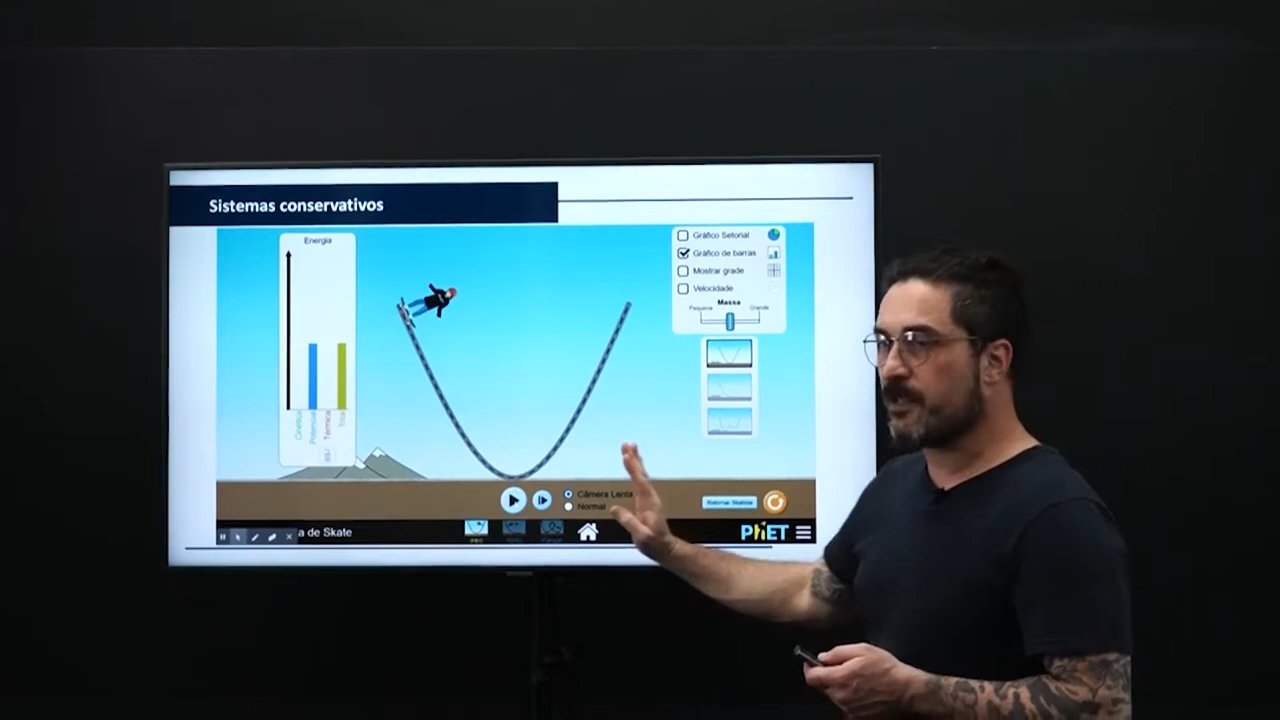 Sistemas conservativos
Energia
Cinética
Potencial
Térmica
Total
Gráfico Setorial
Gráfico de barras
Mostrar grade
Velocidade
Massa
Pequena Grande
Câmera Lenta
Normal
Retornar Skatista
a de Skate
PhET